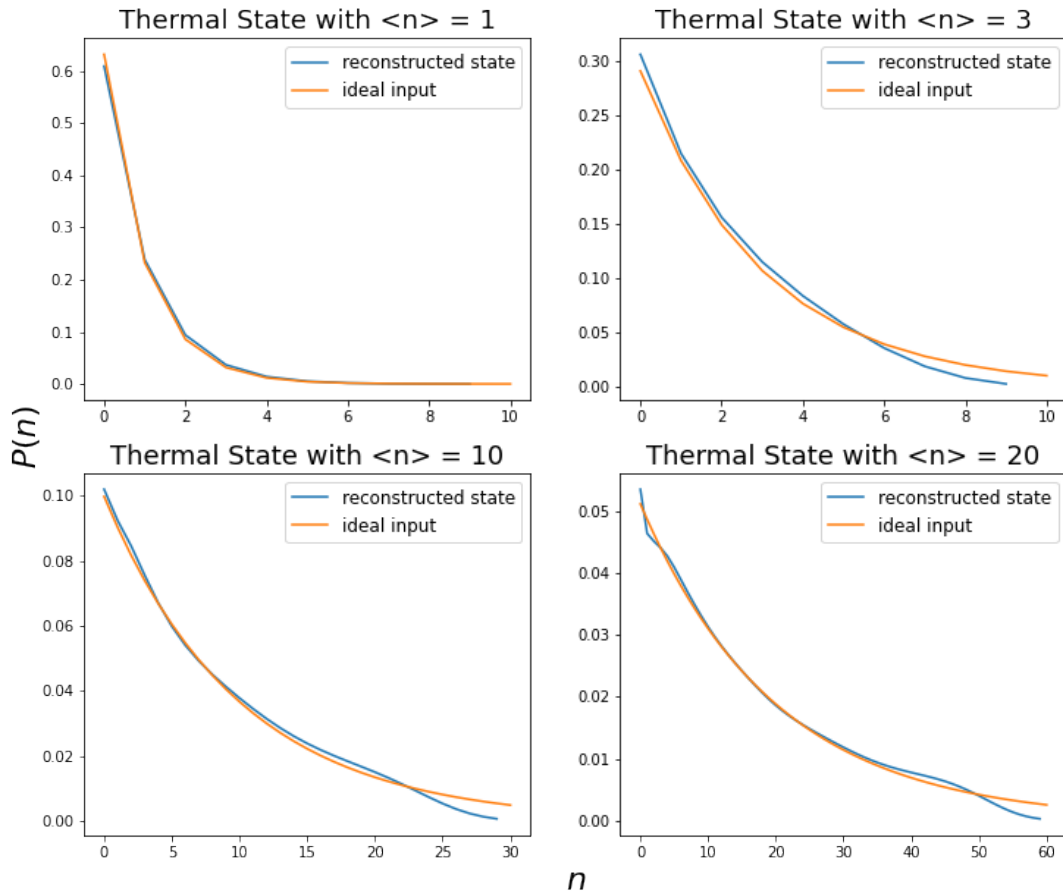 Thermal State with <n> = 1
reconstructed state
ideal input
0.6
0.5
0.4
0.3
0.2
0.1
0.0
0 2 4 6 8 10
Thermal State with <n> = 3
reconstructed state
ideal input
0.30
0.25
0.20
0.15
0.10
0.05
0.00
0 2 4 6 8 10
P(n)
Thermal State with <n> = 10
reconstructed state
ideal input
0.10
0.08
0.06
0.04
0.02
0.00
0 5 10 15 20 25 30
Thermal State with <n> = 20
reconstructed state
ideal input
0.05
0.04
0.03
0.02
0.01
0.00
0 10 20 30 40 50 60
n